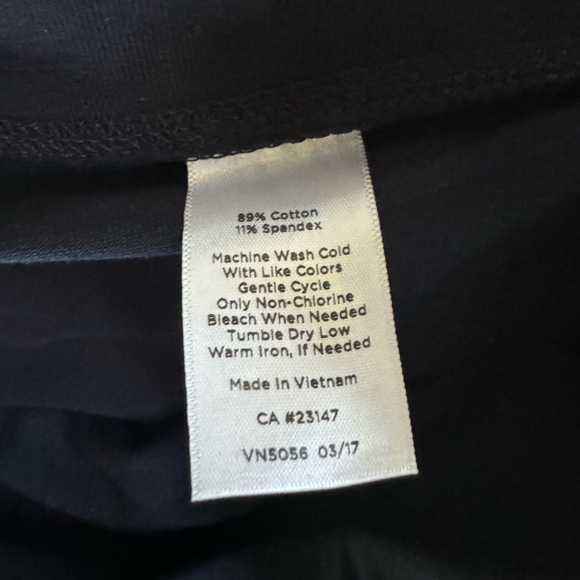 89% Cotton
11% Spandex
Machine Wash Cold
With Like Colors
Gentle Cycle
Only Non-Chlorine
Bleach When Needed
Tumble Dry Low
Warm Iron, If Needed
Made In Vietnam
CA #23147
VN5056 03/17